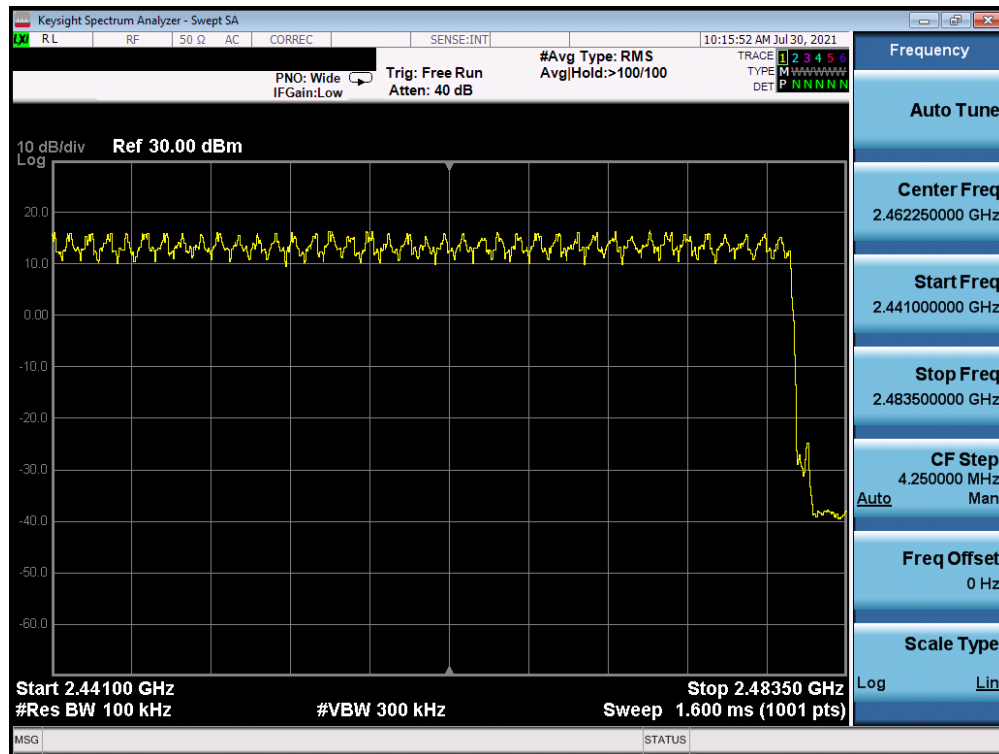 Keysight Spectrum Analyzer - Swept SA
LXI RL RF 50 Ω AC CORREC SENSE:INT 10:15:52 AM Jul 30, 2021
PNO: Wide
IFGain:Low
Trig: Free Run
Atten: 40 dB
#Avg Type: RMS
Avg|Hold:>100/100
TRACE 1 2 3 4 5 6
TYPE M WWWWW
DET P N N N N N
10 dB/div Ref 30.00 dBm
Log
20.0
10.0
0.00
-10.0
-20.0
-30.0
-40.0
-50.0
-60.0
Start 2.44100 GHz Stop 2.48350 GHz
#Res BW 100 kHz #VBW 300 kHz Sweep 1.600 ms (1001 pts)
MSG STATUS
Frequency
Auto Tune
Center Freq
2.462250000 GHz
Start Freq
2.441000000 GHz
Stop Freq
2.483500000 GHz
CF Step
4.250000 MHz
Auto Man
Freq Offset
0 Hz
Scale Type
Log Lin